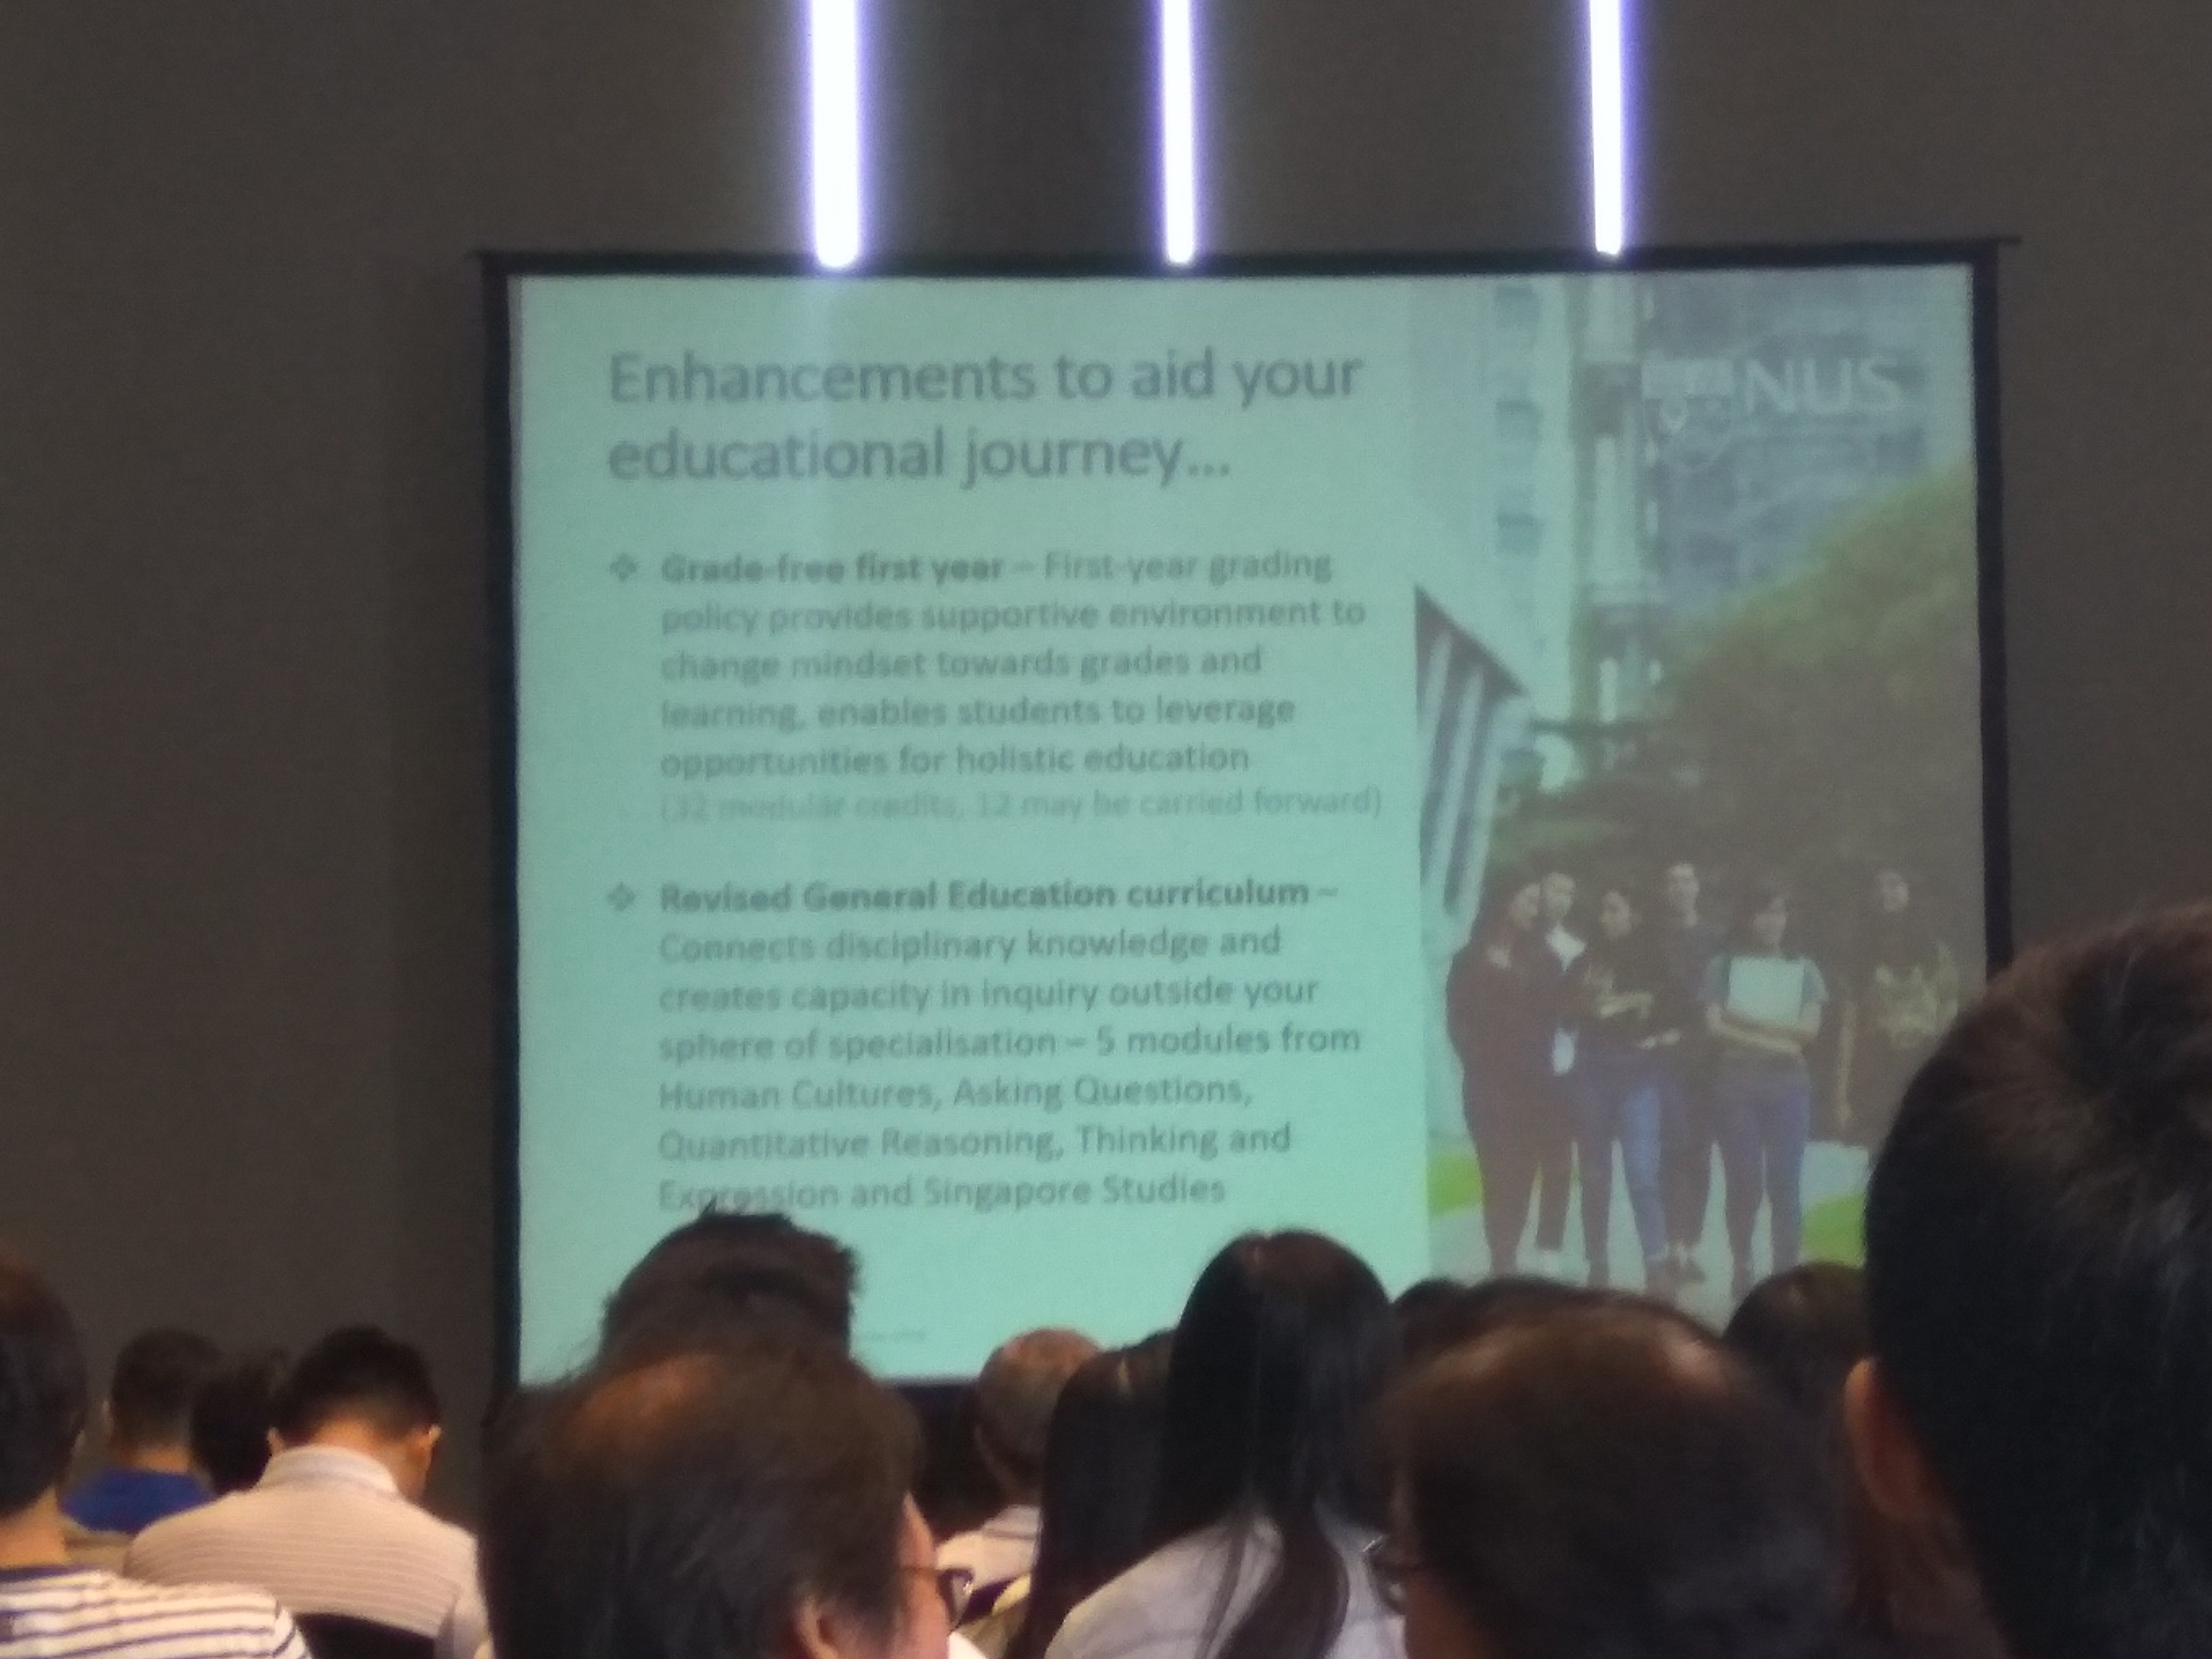 Enhancements to aid your
educational journey...
NUS
❖ Grade-free first year – First-year grading
policy provides supportive environment to
change mindset towards grades and
learning, enables students to leverage
opportunities for holistic education
(32 modular credits, 12 may be carried forward)
❖ Revised General Education curriculum –
Connects disciplinary knowledge and
creates capacity in inquiry outside your
sphere of specialisation – 5 modules from
Human Cultures, Asking Questions,
Quantitative Reasoning, Thinking and
Expression and Singapore Studies